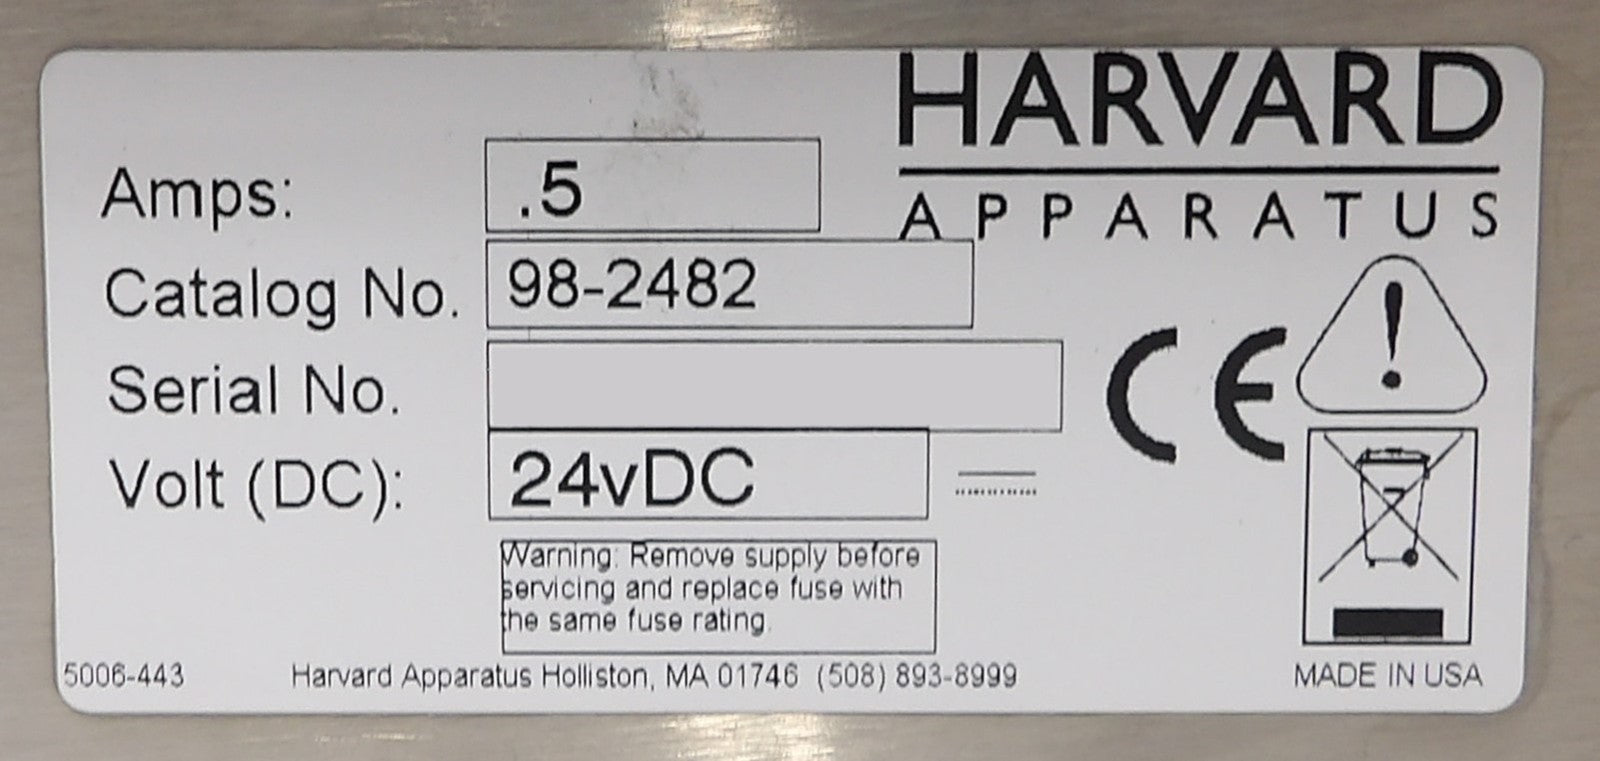 HARVARD
APPARATUS
Amps: .5
Catalog No. 98-2482
Serial No.
Volt (DC): 24vDC
CE
Warning: Remove supply before
servicing and replace fuse with
the same fuse rating.
5006-443 Harvard Apparatus Holliston, MA 01746 (508) 893-8999
MADE IN USA